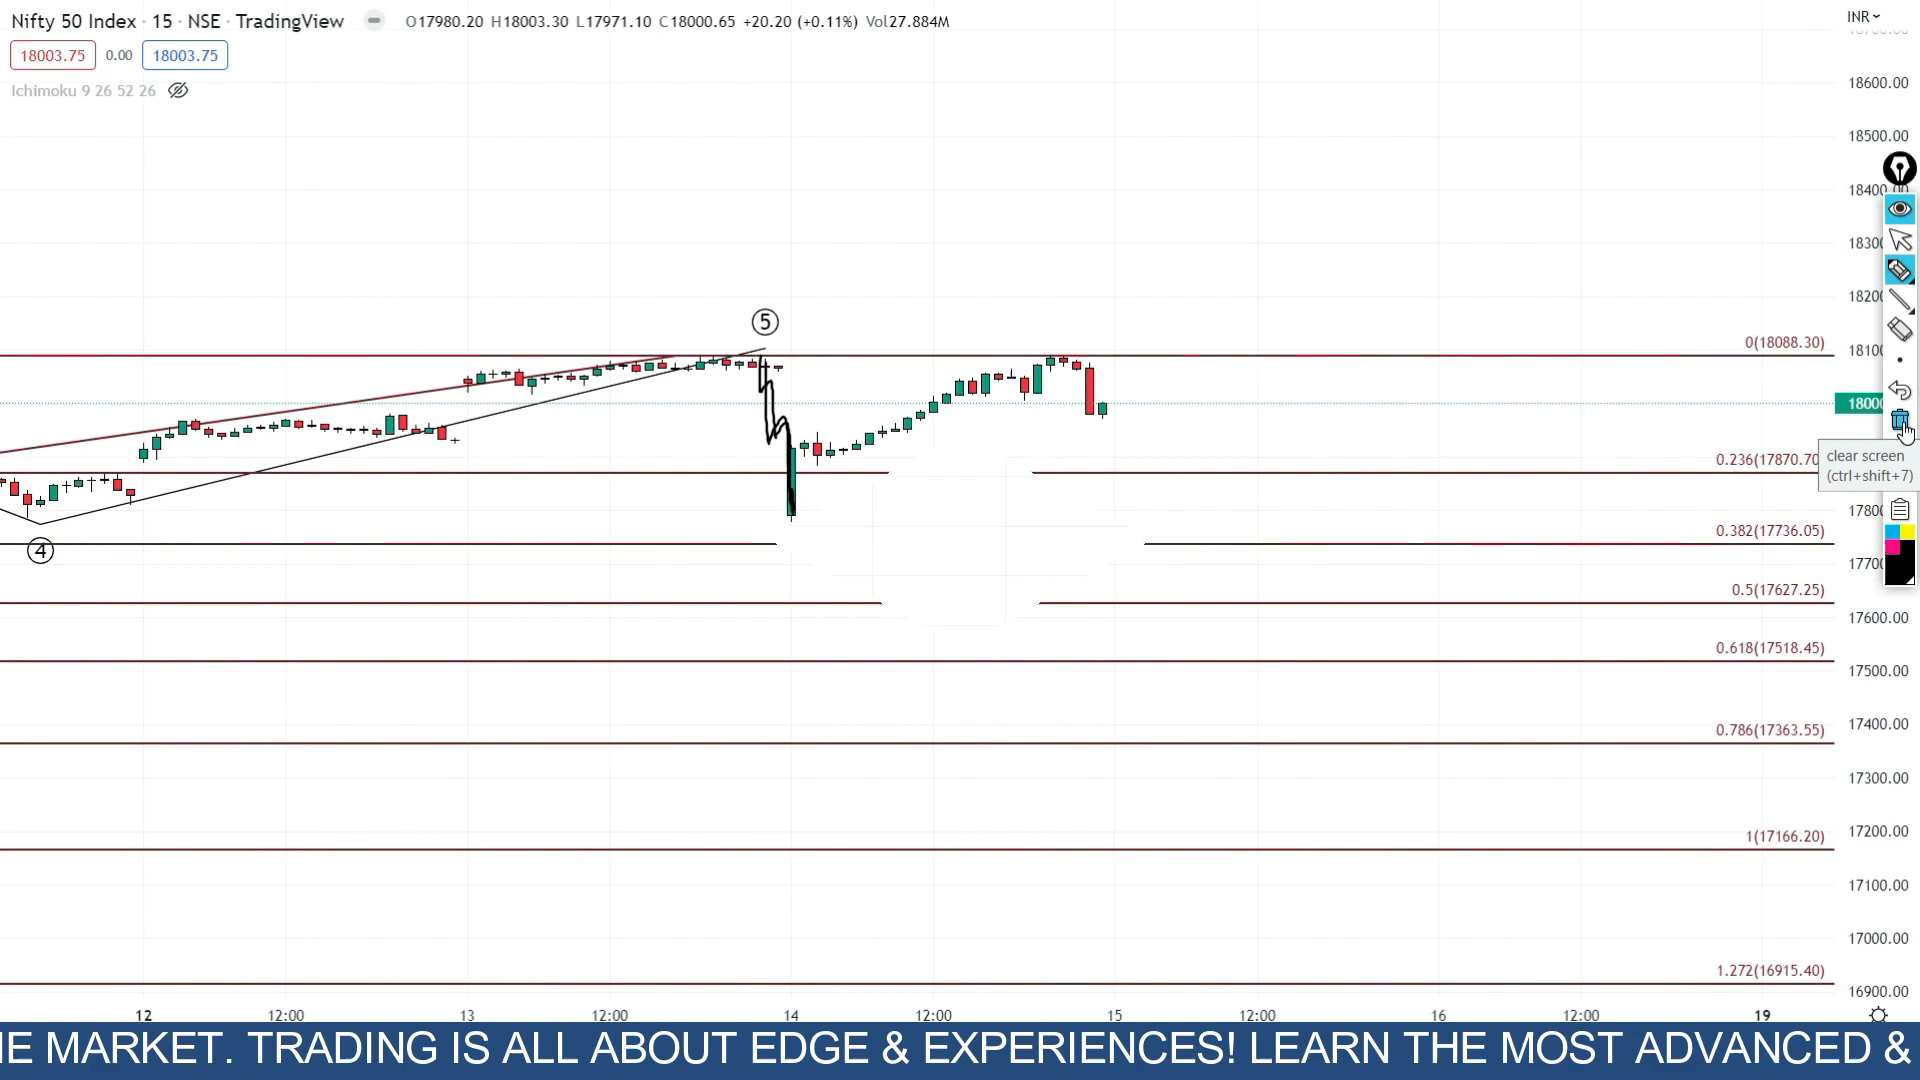 Nifty 50 Index · 15 · NSE · TradingView
O17980.20 H18003.30 L17971.10 C18000.65 +20.20 (+0.11%) Vol27.884M
INR
18003.75 0.00 18003.75
Ichimoku 9 26 52 26
18600.00
18500.00
18400.00
⑤
0(18088.30)
0.236(17870.70
clear screen
(ctrl+shift+7)
④
0.382(17736.05)
0.5(17627.25)
17600.00
0.618(17518.45)
17500.00
17400.00
0.786(17363.55)
17300.00
17200.00
1(17166.20)
17100.00
17000.00
1.272(16915.40)
16900.00
12 12:00 13 12:00 14 12:00 15 12:00 16 12:00 19
E MARKET. TRADING IS ALL ABOUT EDGE & EXPERIENCES! LEARN THE MOST ADVANCED &